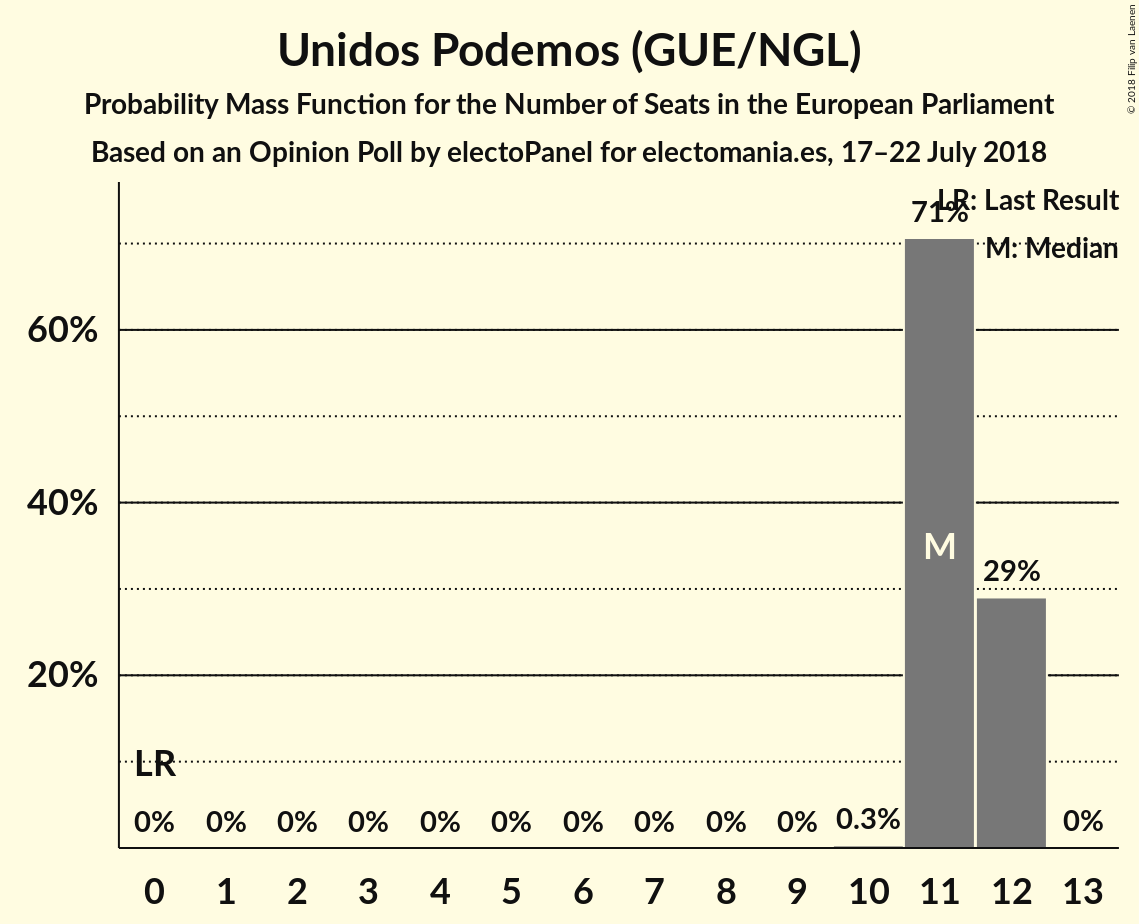 Unidos Podemos (GUE/NGL)
Probability Mass Function for the Number of Seats in the European Parliament
Based on an Opinion Poll by electoPanel for electomania.es, 17–22 July 2018
© 2018 Filip van Laenen
LR: Last Result
71%
M: Median
60%
40%
M
29%
20%
LR
0% 0% 0% 0% 0% 0% 0% 0% 0% 0% 0.3% 0%
0 1 2 3 4 5 6 7 8 9 10 11 12 13